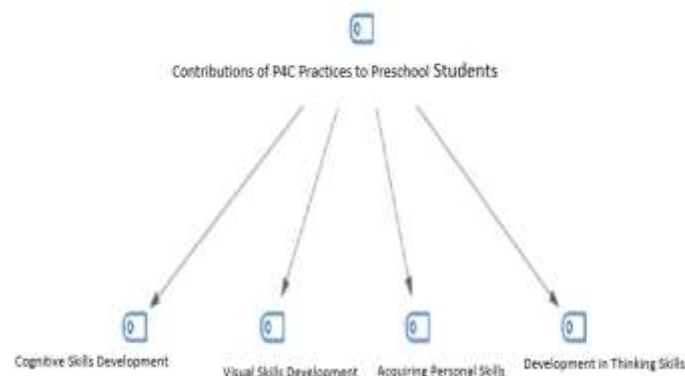 Contributions of P4C Practices to Preschool Students
Cognitive Skills Development
Visual Skills Development
Acquiring Personal Skills
Development in Thinking Skills